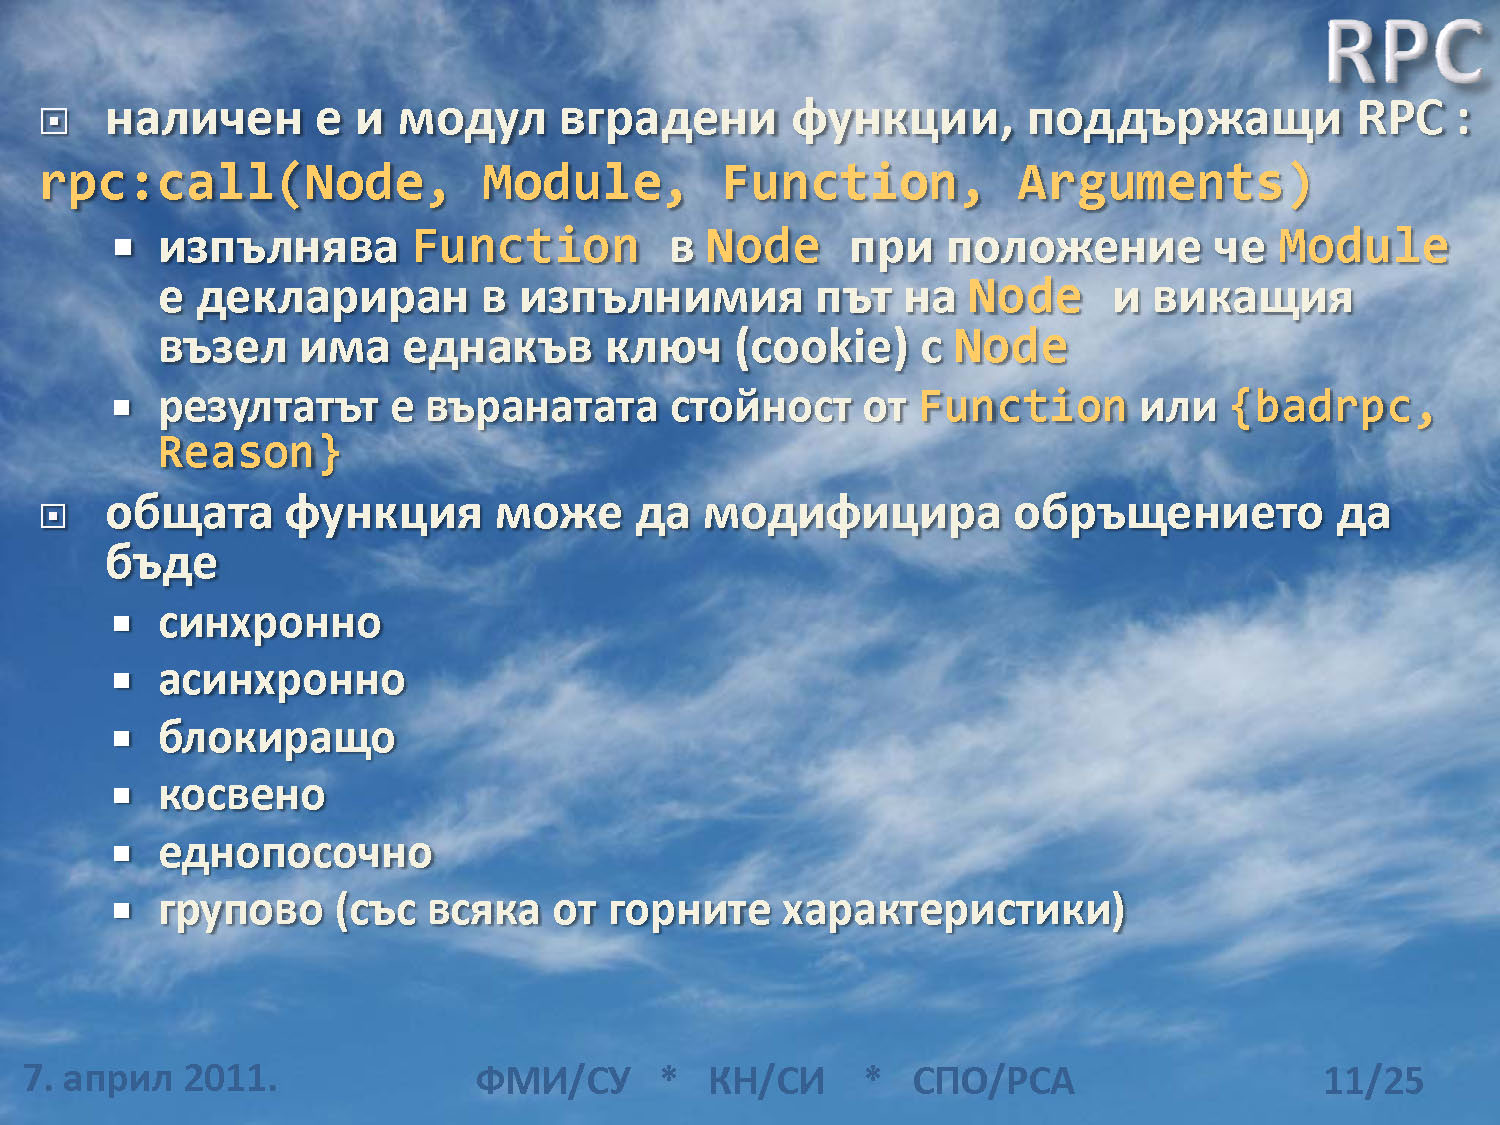 RPC
наличен е и модул вградени функции, поддържащи RPC :
rpc:call(Node, Module, Function, Arguments)
изпълнява Function в Node при положение че Module
е деклариран в изпълнимия път на Node и викащия
възел има еднакъв ключ (cookie) с Node
резултатът е въранатата стойност от Function или {badrpc,
Reason}
общата функция може да модифицира обръщението да
бъде
синхронно
асинхронно
блокиращо
косвено
еднопосочно
групово (със всяка от горните характеристики)
7. април 2011. ФМИ/СУ * КН/СИ * СПО/РСА 11/25